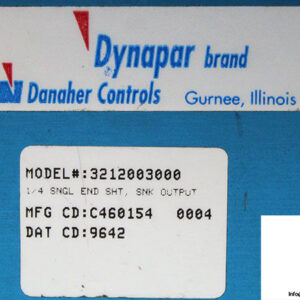 Dynapar brand
Danaher Controls Gurnee, Illinois
MODEL#:3212003000
1/4 SNGL END SHT, SNK OUTPUT
MFG CD:C460154 0004
DAT CD:9642